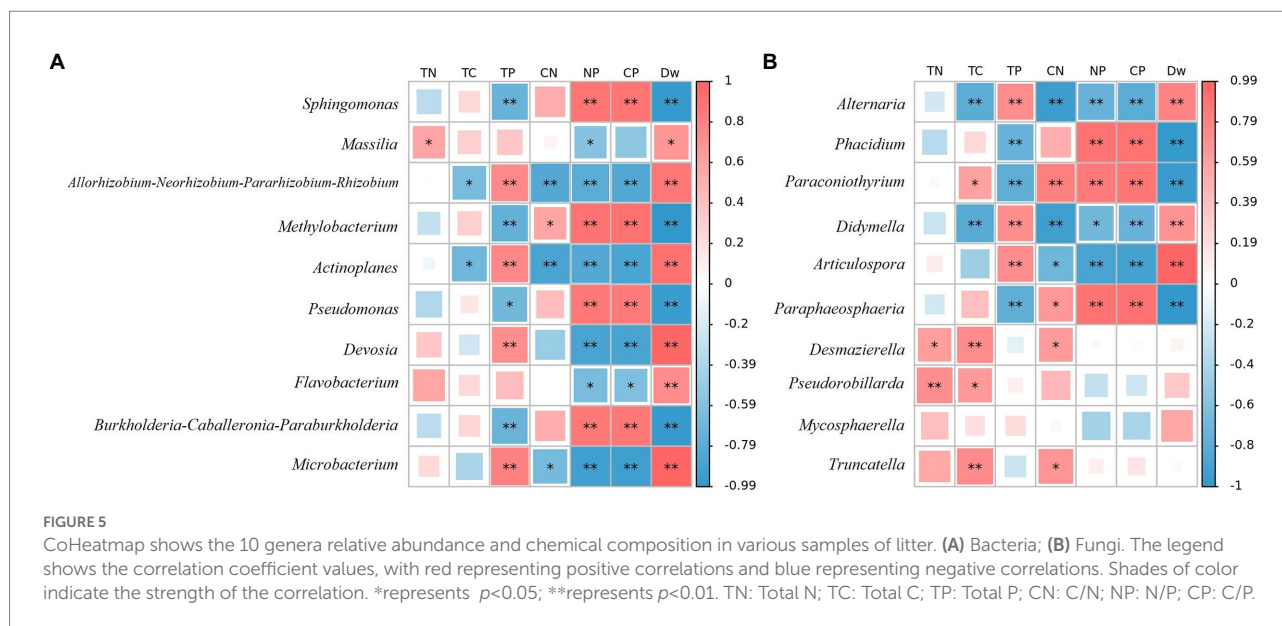 A
TN TC TP CN NP CP Dw
Sphingomonas ** ** ** **
Massilia * * *
Allorhizobium-Neorhizobium-Pararhizobium-Rhizobium * ** ** ** ** **
Methylobacterium ** * ** ** **
Actinoplanes * ** ** ** ** **
Pseudomonas * ** ** **
Devosia ** ** ** **
Flavobacterium * * **
Burkholderia-Caballeronia-Paraburkholderia ** ** ** **
Microbacterium ** * ** ** **
1
0.8
0.6
0.4
0.2
0
-0.2
-0.39
-0.59
-0.79
-0.99
B
TN TC TP CN NP CP Dw
Alternaria ** ** ** ** ** **
Phacidium ** ** ** **
Paraconiothyrium * ** ** ** ** **
Didymella ** ** ** * ** **
Articulospora ** * ** ** **
Paraphaeosphaeria ** * ** ** **
Desmazierella * ** *
Pseudorobillarda ** *
Mycosphaerella
Truncatella ** *
0.99
0.79
0.59
0.39
0.19
0
-0.2
-0.4
-0.6
-0.8
-1
FIGURE 5
CoHeatmap shows the 10 genera relative abundance and chemical composition in various samples of litter. (A) Bacteria; (B) Fungi. The legend
shows the correlation coefficient values, with red representing positive correlations and blue representing negative correlations. Shades of color
indicate the strength of the correlation. *represents p<0.05; **represents p<0.01. TN: Total N; TC: Total C; TP: Total P; CN: C/N; NP: N/P; CP: C/P.